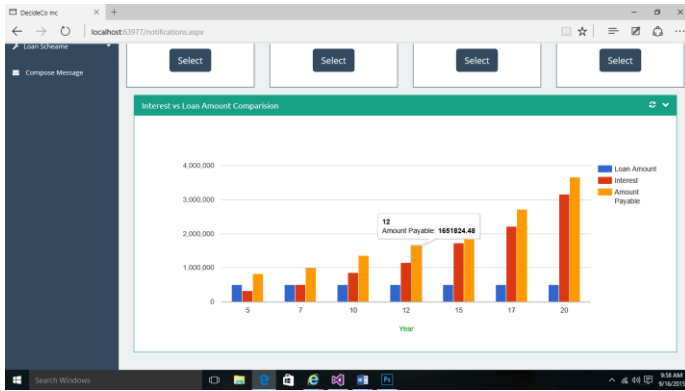 DecideCo Inc
localhost:63977/notifications.aspx
Loan Scheame
Compose Message
Select Select Select Select
Interest vs Loan Amount Comparision
4,000,000
3,000,000
2,000,000
1,000,000
0
5 7 10 12 15 17 20
Year
12
Amount Payable: 1651824.48
Loan Amount
Interest
Amount
Payable
Search Windows
9:58 AM
9/16/2015